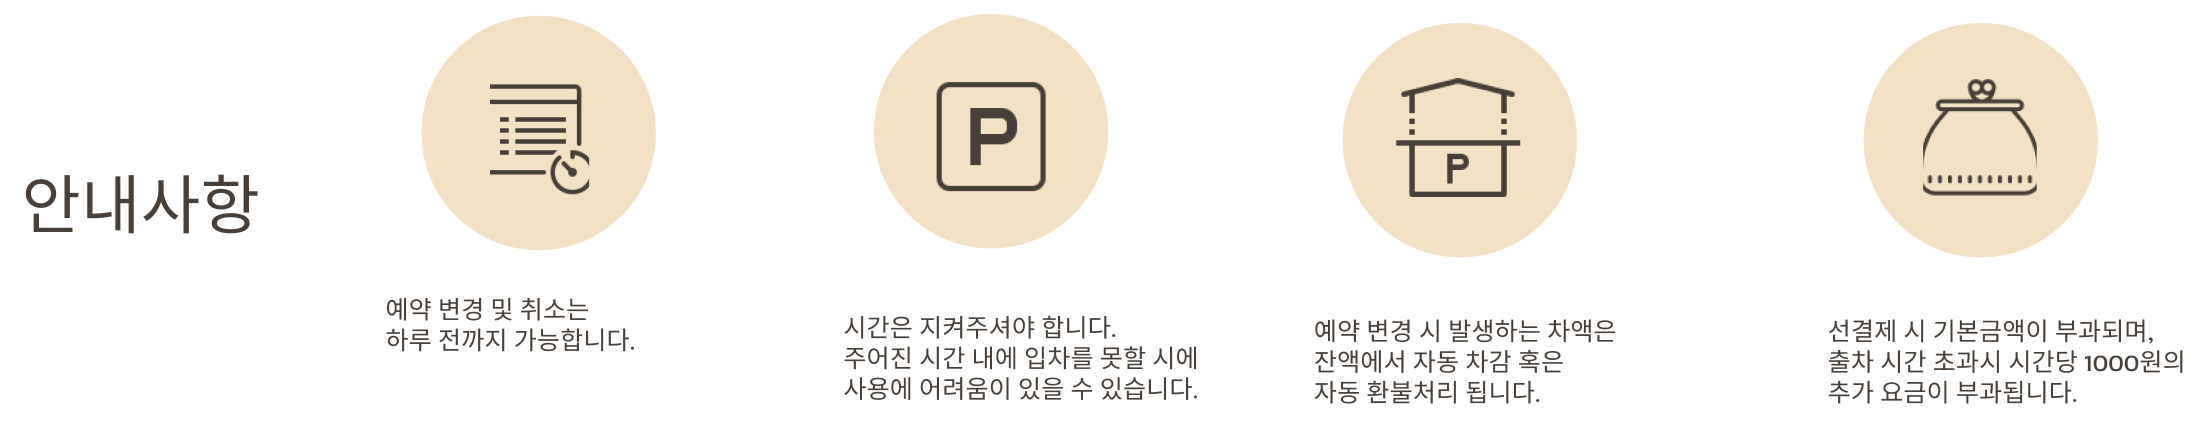 안내사항
예약 변경 및 취소는
하루 전까지 가능합니다.
P
시간은 지켜주셔야 합니다.
주어진 시간 내에 입차를 못할 시에
사용에 어려움이 있을 수 있습니다.
P
예약 변경 시 발생하는 차액은
잔액에서 자동 차감 혹은
자동 환불처리 됩니다.
선결제 시 기본금액이 부과되며,
출차 시간 초과시 시간당 1000원의
추가 요금이 부과됩니다.